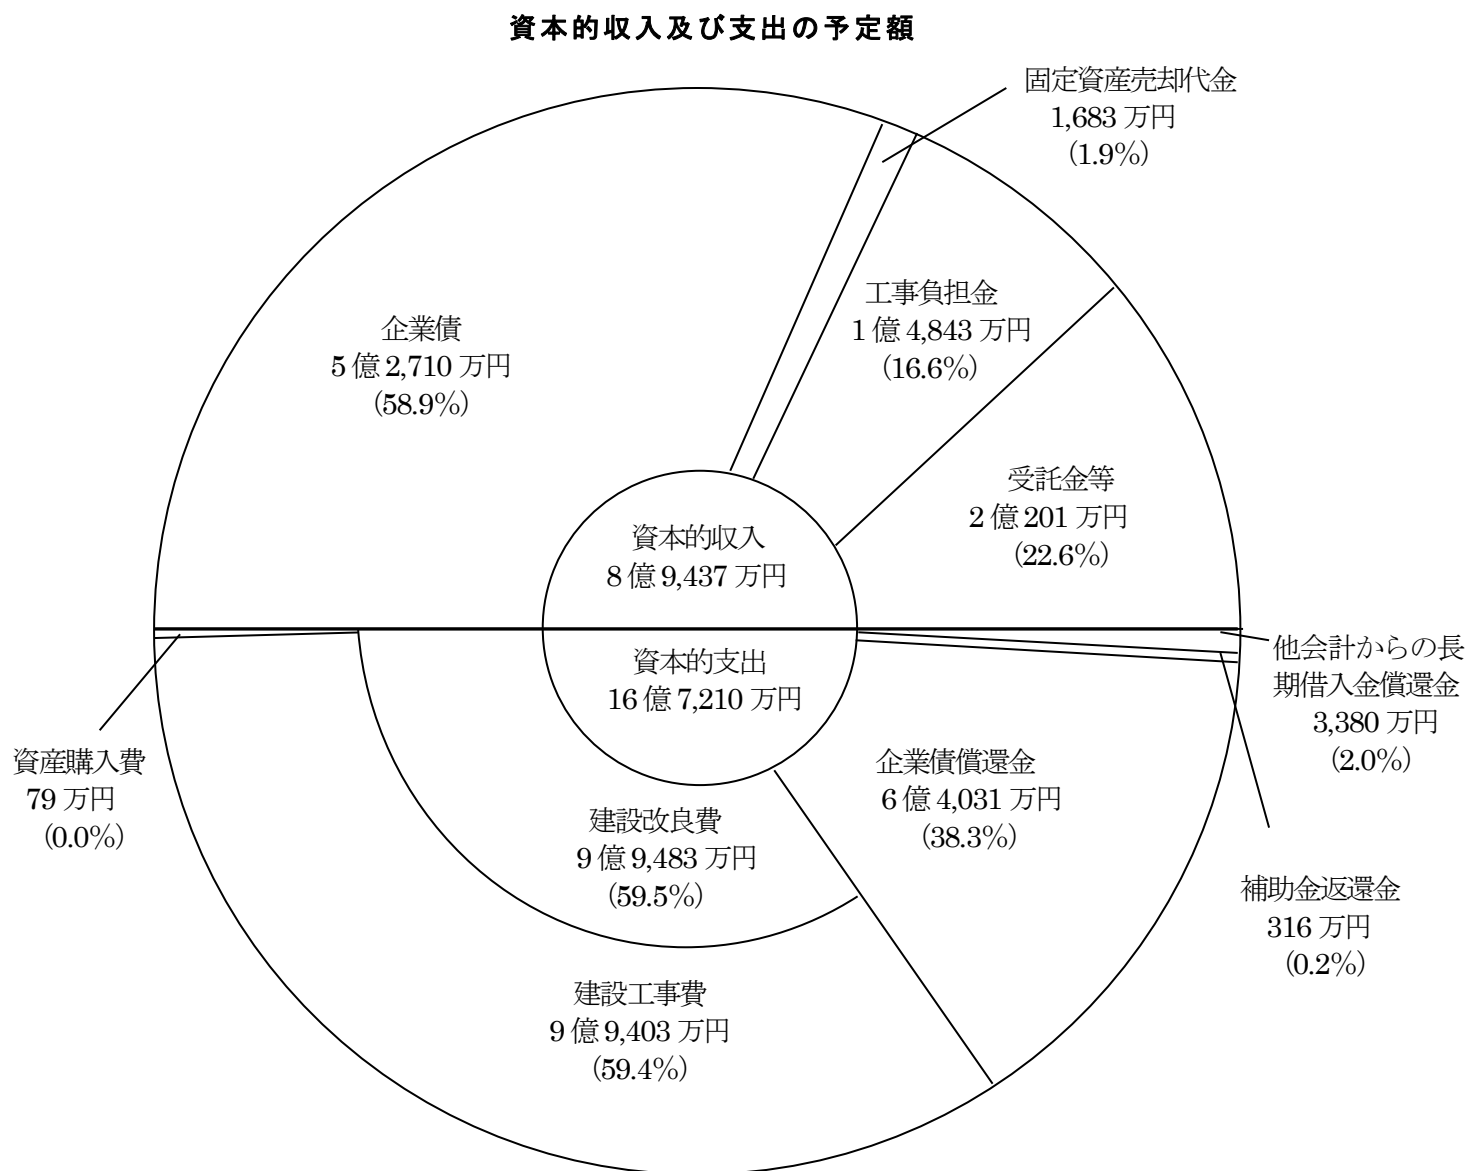 資本的収入及び支出の予定額
固定資産売却代金
1,683 万円
(1.9%)
工事負担金
1 億 4,843 万円
(16.6%)
企業債
5 億 2,710 万円
(58.9%)
受託金等
2 億 201 万円
(22.6%)
資本的収入
8 億 9,437 万円
資本的支出
16 億 7,210 万円
他会計からの長
期借入金償還金
3,380 万円
(2.0%)
資産購入費
79 万円
(0.0%)
企業債償還金
6 億 4,031 万円
(38.3%)
建設改良費
9 億 9,483 万円
(59.5%)
補助金返還金
316 万円
(0.2%)
建設工事費
9 億 9,403 万円
(59.4%)